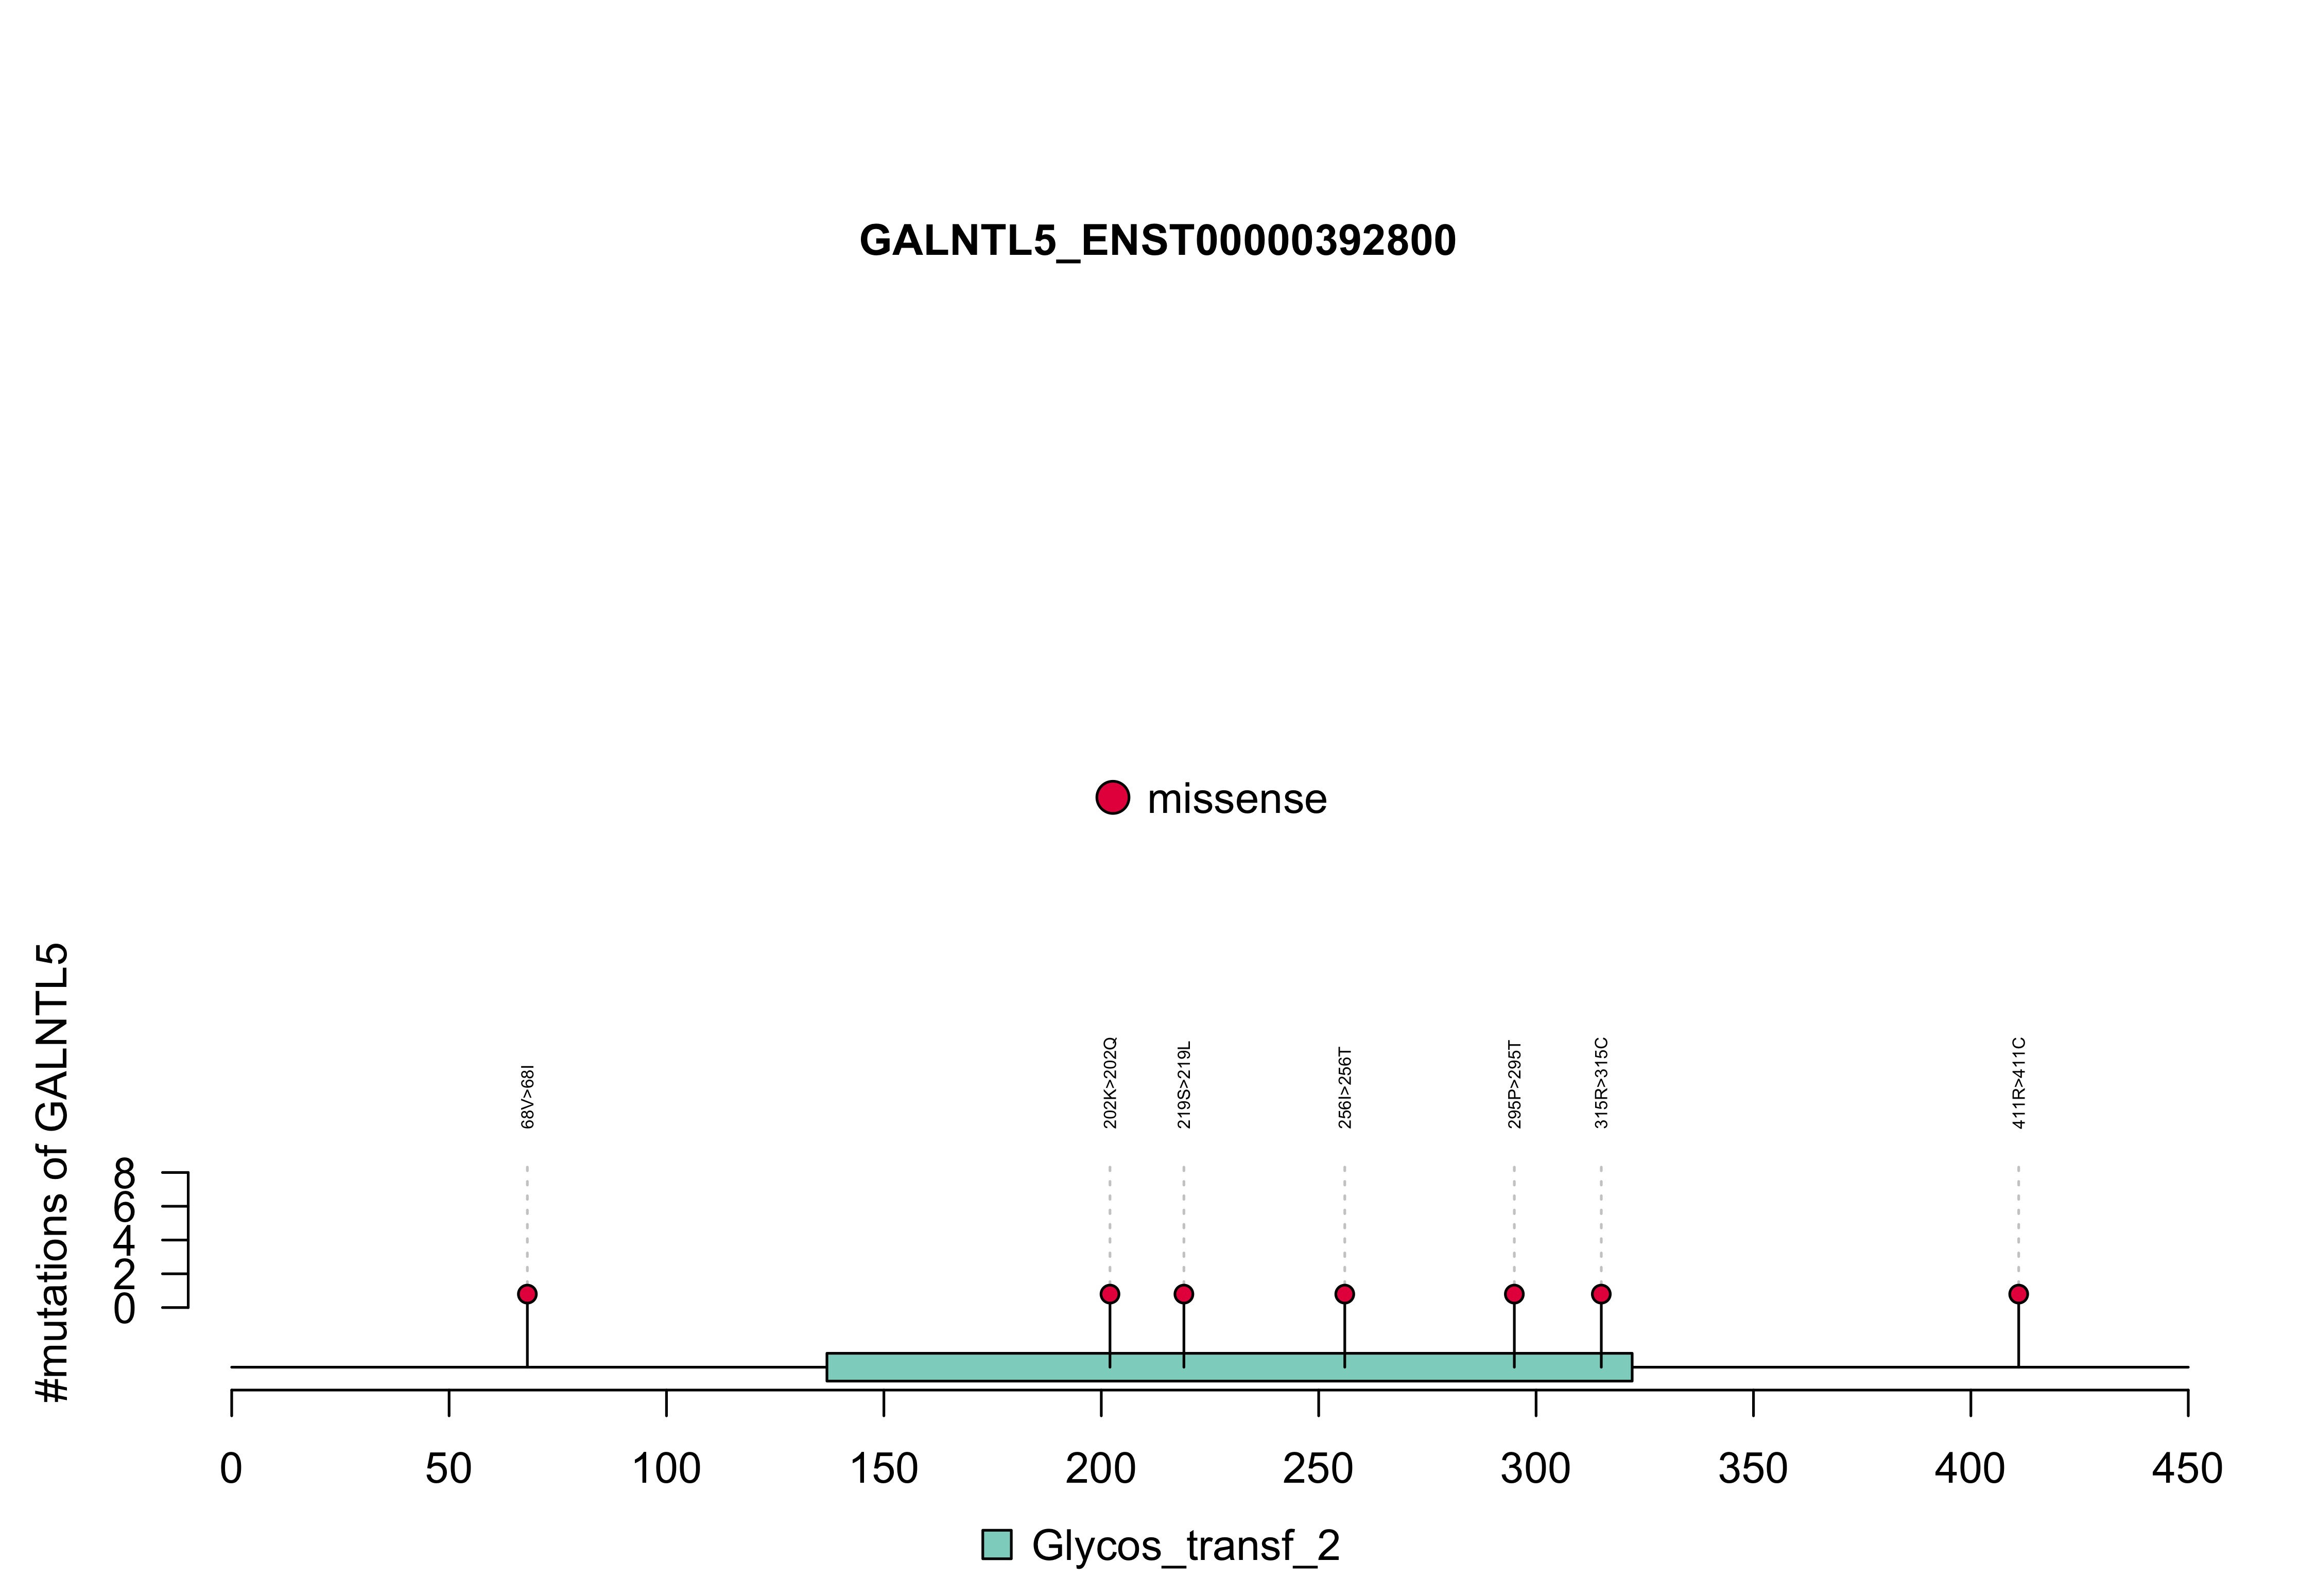 GALNTL5_ENST00000392800
missense
#mutations of GALNTL5
68V>68I
202K>202Q
219S>219L
256I>256T
295P>295T
315R>315C
411R>411C
8
6
4
2
0
0 50 100 150 200 250 300 350 400 450
Glycos_transf_2